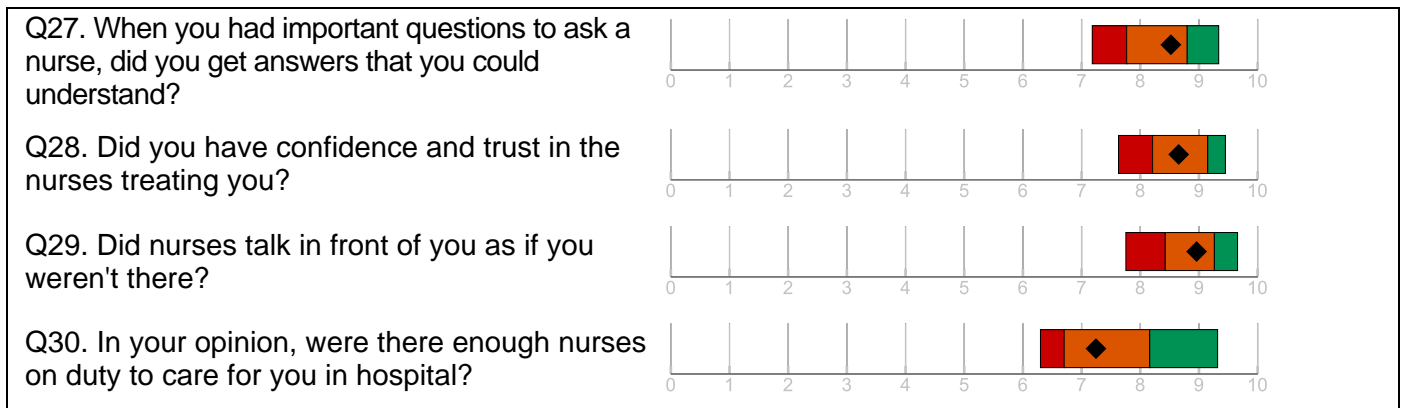 Q27. When you had important questions to ask a
nurse, did you get answers that you could
understand?
0 1 2 3 4 5 6 7 8 9 10
Q28. Did you have confidence and trust in the
nurses treating you?
0 1 2 3 4 5 6 7 8 9 10
Q29. Did nurses talk in front of you as if you
weren't there?
0 1 2 3 4 5 6 7 8 9 10
Q30. In your opinion, were there enough nurses
on duty to care for you in hospital?
0 1 2 3 4 5 6 7 8 9 10